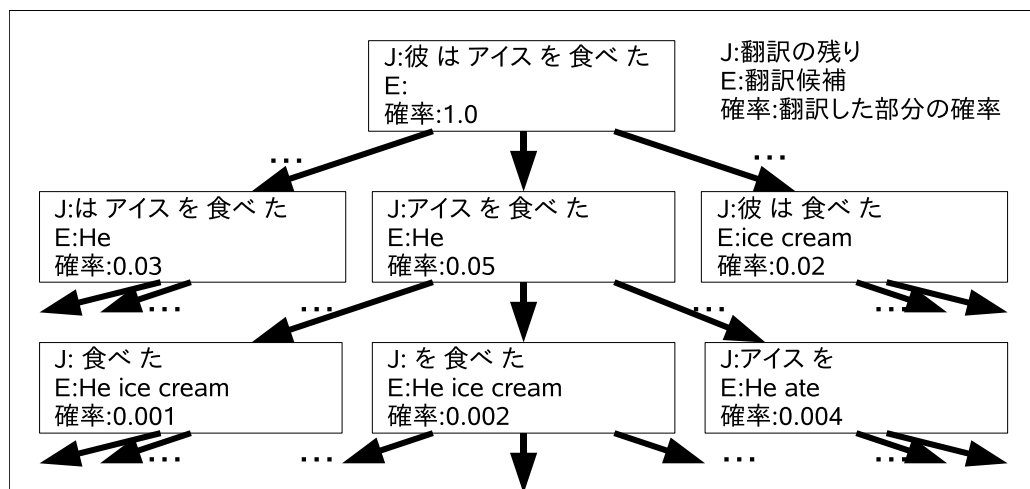 J:彼 は アイス を 食べ た
E:
確率:1.0
J:翻訳の残り
E:翻訳候補
確率:翻訳した部分の確率
...
...
J:は アイス を 食べ た
E:He
確率:0.03
J:アイス を 食べ た
E:He
確率:0.05
J:彼 は 食べ た
E:ice cream
確率:0.02
...
...
...
...
J: 食べ た
E:He ice cream
確率:0.001
J: を 食べ た
E:He ice cream
確率:0.002
J:アイス を
E:He ate
確率:0.004
...
...
...
...